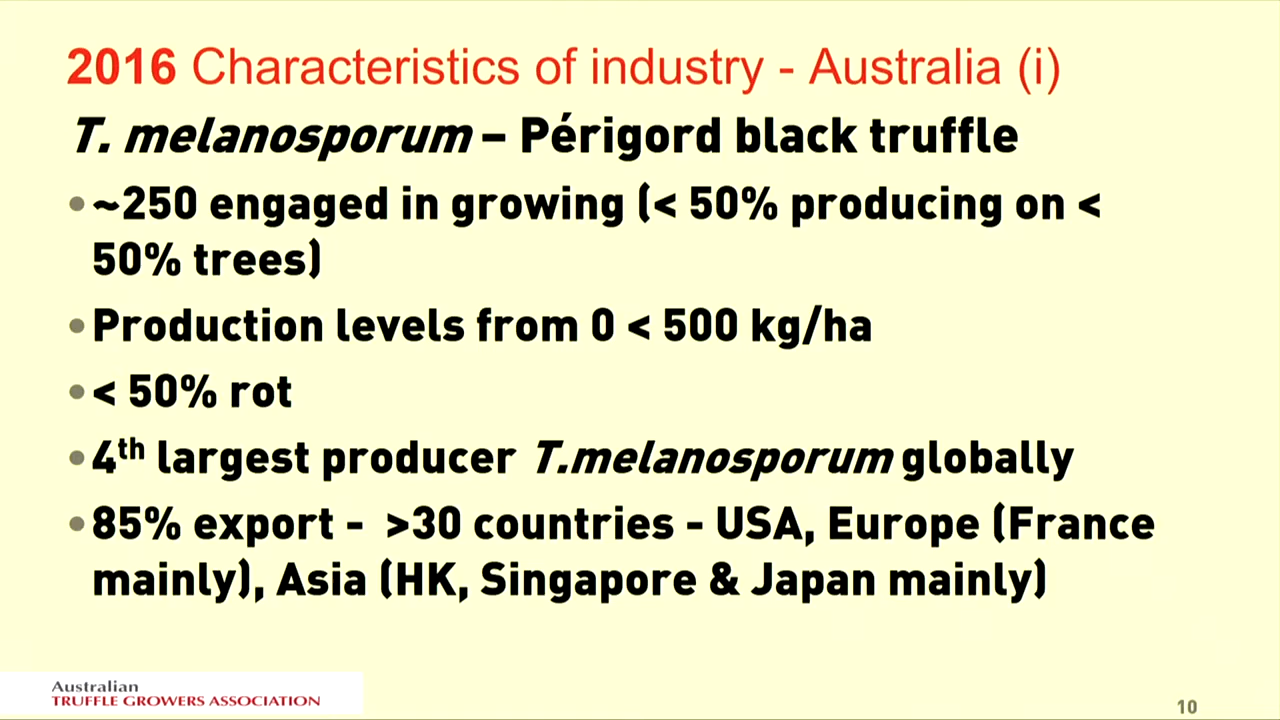 2016 Characteristics of industry - Australia (i)
T. melanosporum – Périgord black truffle
• ~250 engaged in growing (< 50% producing on <
50% trees)
• Production levels from 0 < 500 kg/ha
• < 50% rot
• 4th largest producer T.melanosporum globally
• 85% export - >30 countries - USA, Europe (France
mainly), Asia (HK, Singapore & Japan mainly)
Australian
TRUFFLE GROWERS ASSOCIATION
10